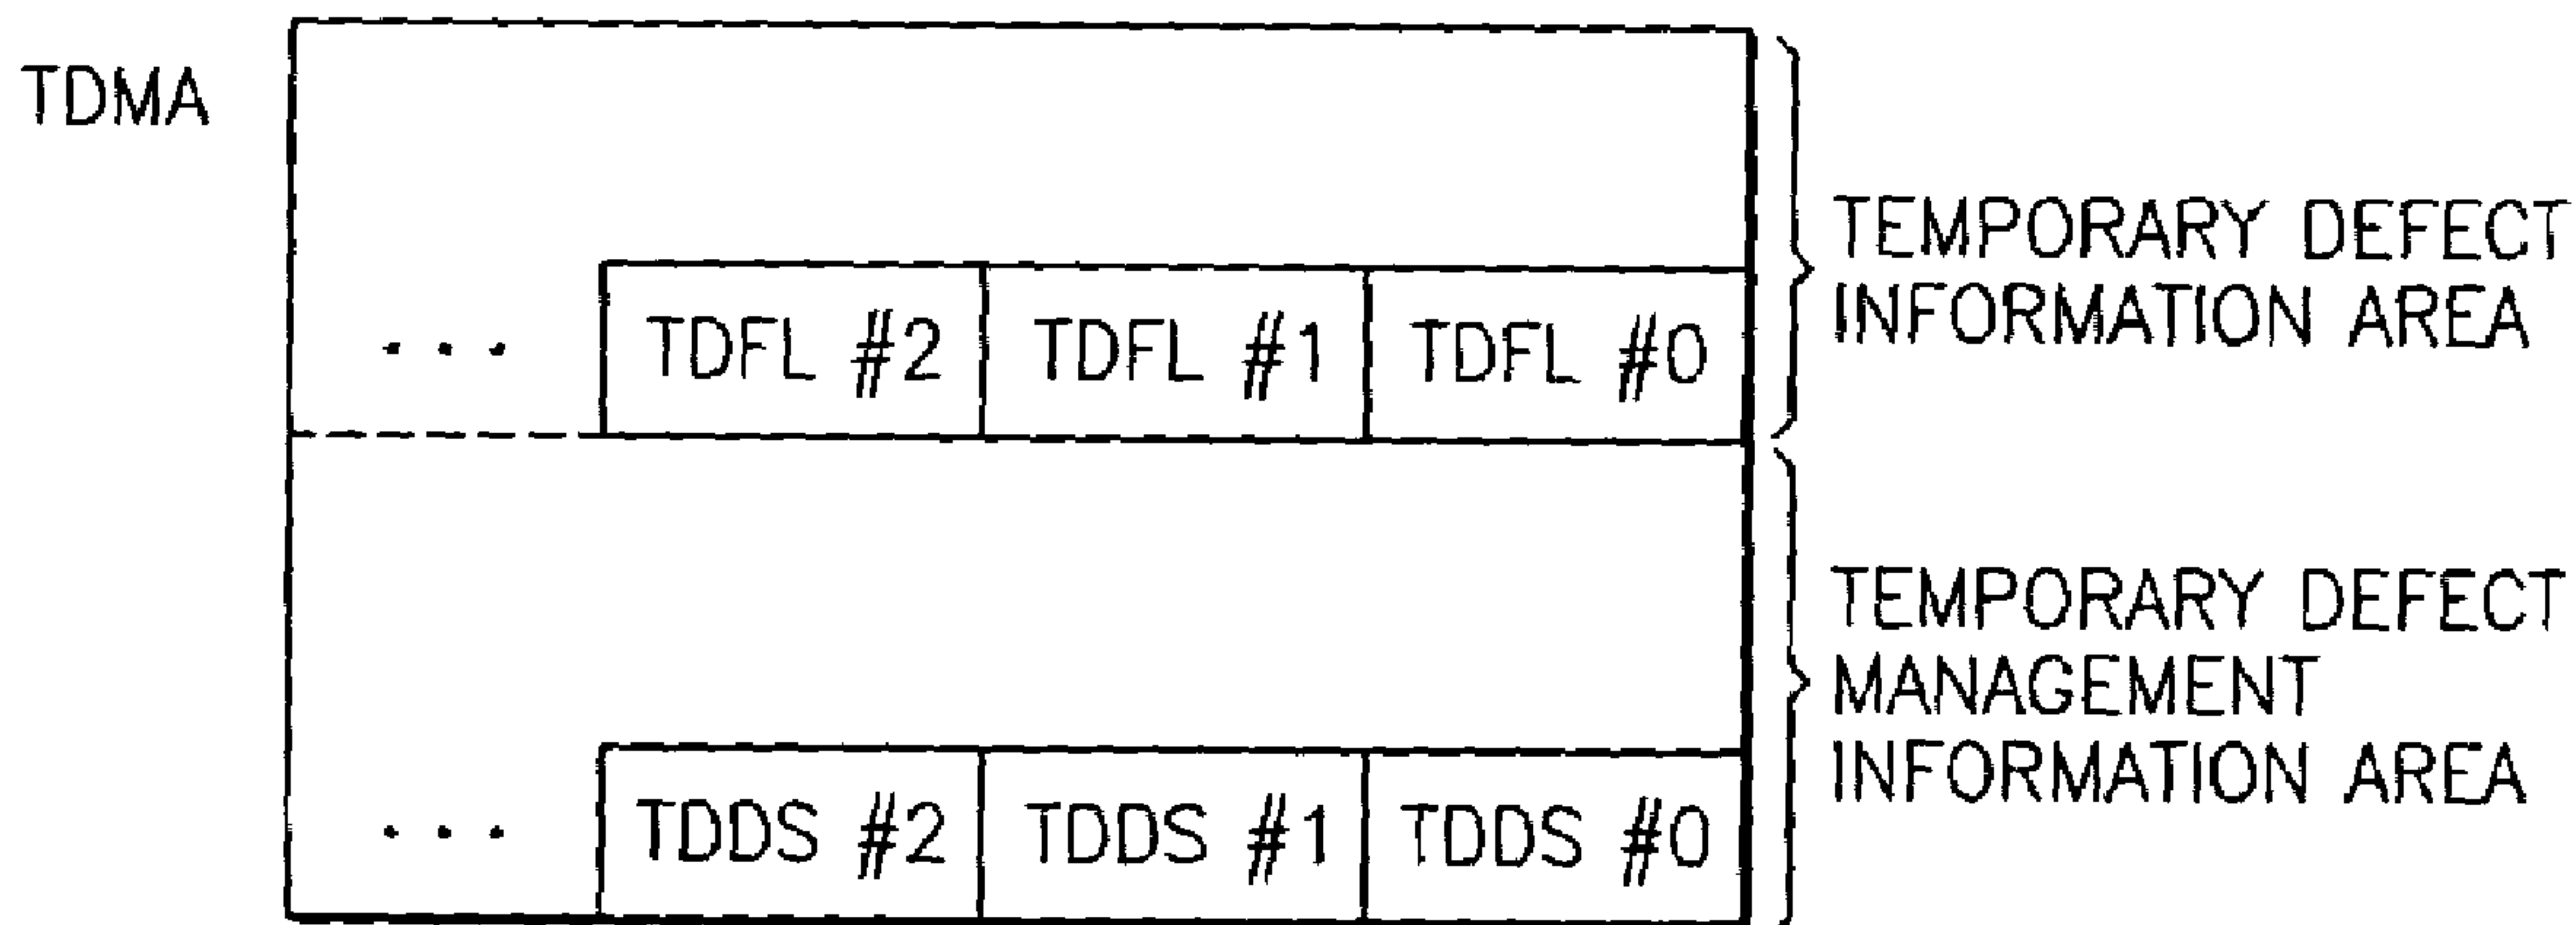 TDMA
TEMPORARY DEFECT
INFORMATION AREA
... TDFL #2 TDFL #1 TDFL #0
TEMPORARY DEFECT
MANAGEMENT
INFORMATION AREA
... TDDS #2 TDDS #1 TDDS #0